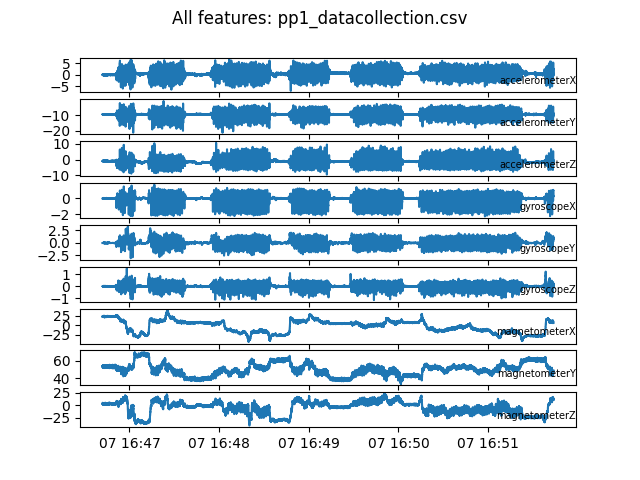 All features: pp1_datacollection.csv
5
0
−5
accelerometerX
−10
−20
accelerometerY
10
0
−10
accelerometerZ
0
−2
gyroscopeX
2.5
0.0
−2.5
gyroscopeY
1
0
−1
gyroscopeZ
25
0
−25
magnetometerX
60
40
magnetometerY
25
0
−25
magnetometerZ
07 16:47 07 16:48 07 16:49 07 16:50 07 16:51